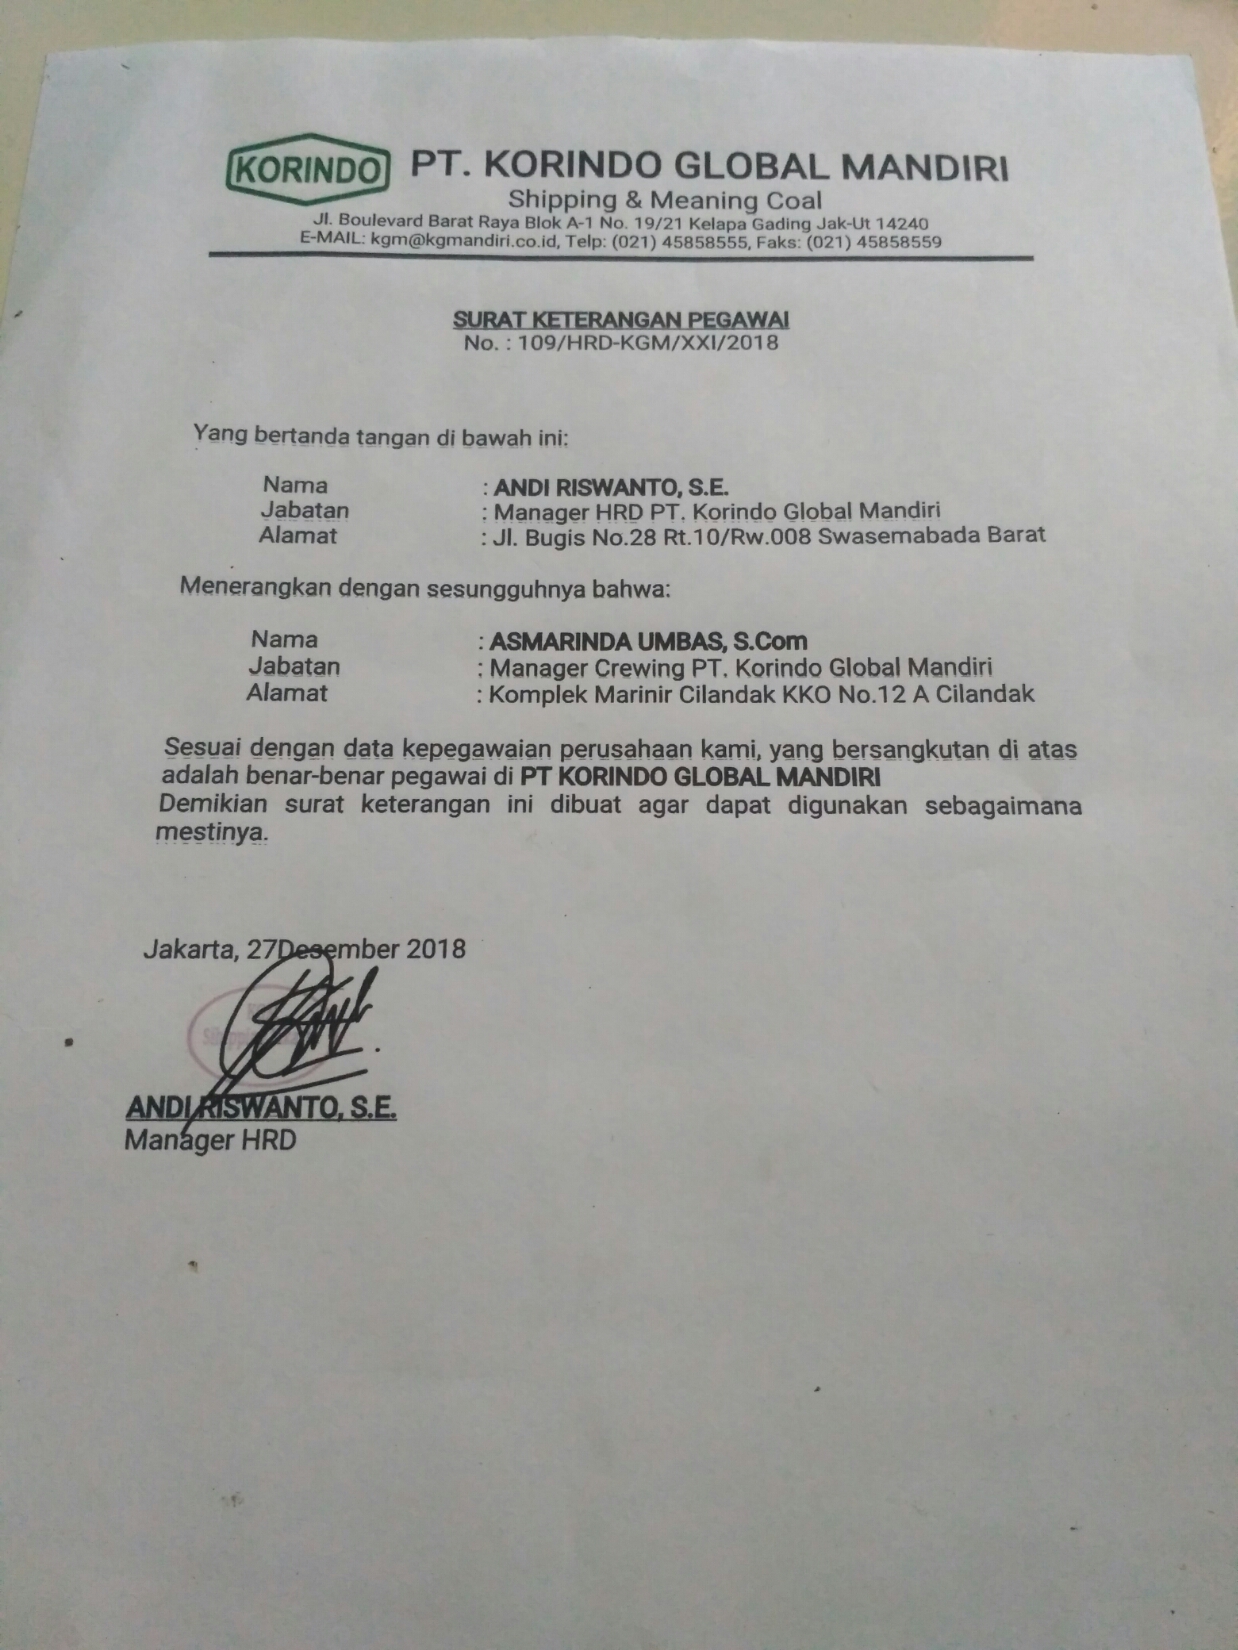 KORINDO
PT. KORINDO GLOBAL MANDIRI
Shipping & Meaning Coal
Jl. Boulevard Barat Raya Blok A-1 No. 19/21 Kelapa Gading Jak-Ut 14240
E-MAIL: kgm@kgmandiri.co.id, Telp: (021) 45858555, Faks: (021) 45858559
SURAT KETERANGAN PEGAWAI
No. : 109/HRD-KGM/XXI/2018
Yang bertanda tangan di bawah ini:
Nama : ANDI RISWANTO, S.E.
Jabatan : Manager HRD PT. Korindo Global Mandiri
Alamat : Jl. Bugis No.28 Rt.10/Rw.008 Swasemabada Barat
Menerangkan dengan sesungguhnya bahwa:
Nama : ASMARINDA UMBAS, S.Com
Jabatan : Manager Crewing PT. Korindo Global Mandiri
Alamat : Komplek Marinir Cilandak KKO No.12 A Cilandak
Sesuai dengan data kepegawaian perusahaan kami, yang bersangkutan di atas
adalah benar-benar pegawai di PT KORINDO GLOBAL MANDIRI
Demikian surat keterangan ini dibuat agar dapat digunakan sebagaimana
mestinya.
Jakarta, 27Desember 2018
ANDI RISWANTO, S.E.
Manager HRD